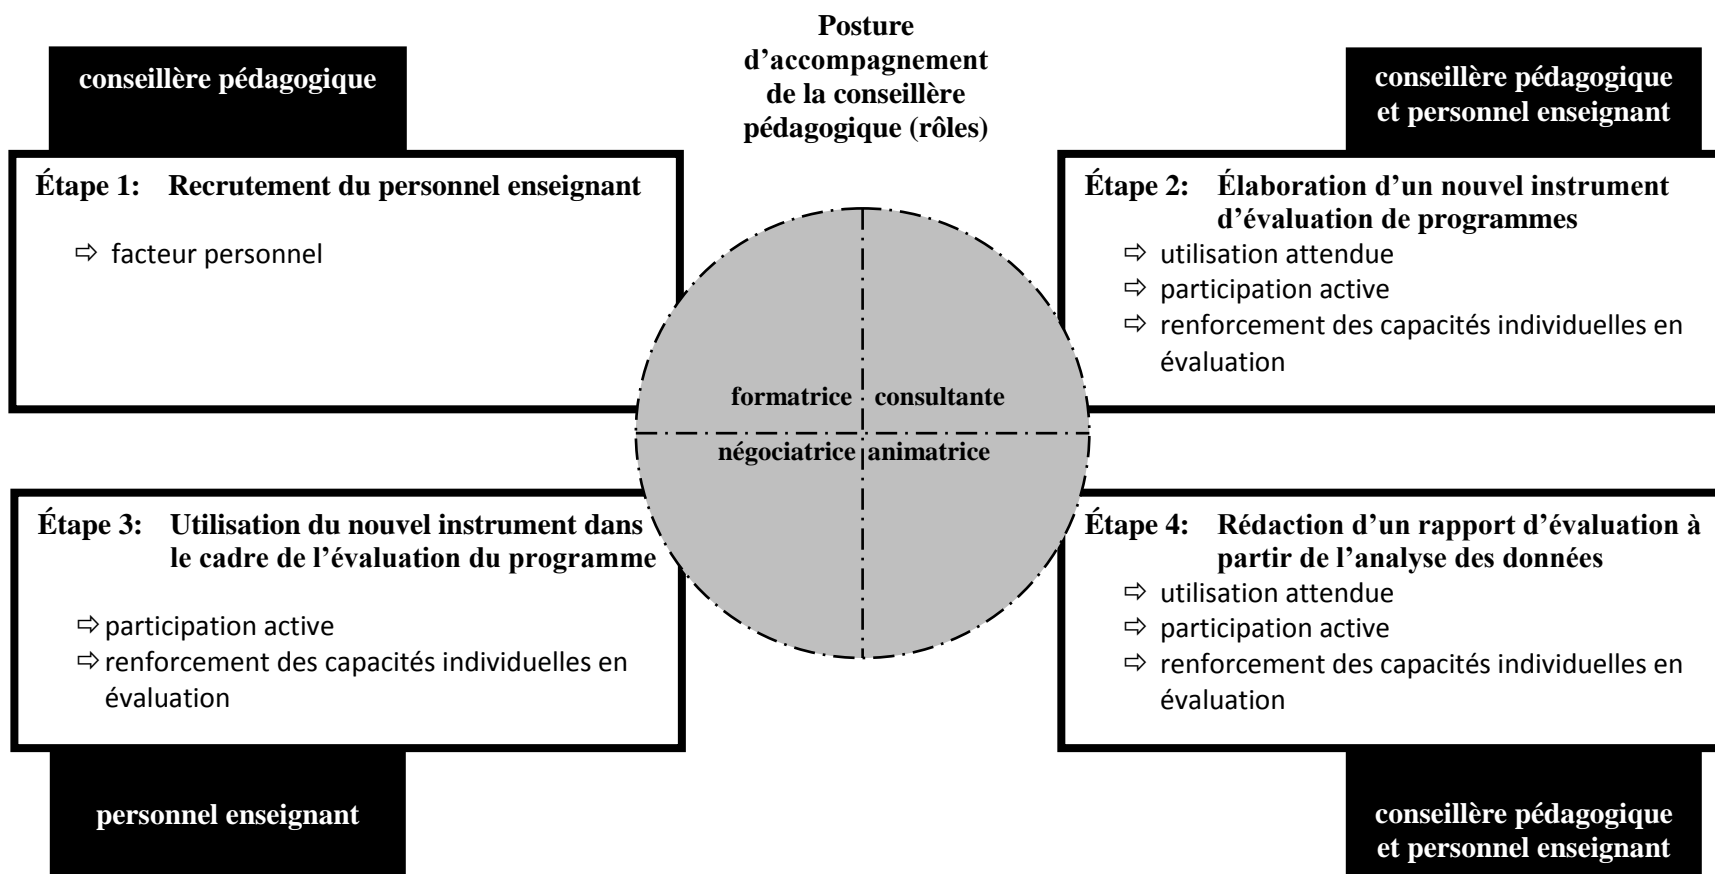 Posture
d’accompagnement
de la conseillère
pédagogique (rôles)
conseillère pédagogique
Étape 1: Recrutement du personnel enseignant
⇨ facteur personnel
conseillère pédagogique
et personnel enseignant
Étape 2: Élaboration d’un nouvel instrument
d’évaluation de programmes
⇨ utilisation attendue
⇨ participation active
⇨ renforcement des capacités individuelles en
évaluation
formatrice consultante
négociatrice animatrice
Étape 3: Utilisation du nouvel instrument dans
le cadre de l’évaluation du programme
⇨ participation active
⇨ renforcement des capacités individuelles en
évaluation
personnel enseignant
Étape 4: Rédaction d’un rapport d’évaluation à
partir de l’analyse des données
⇨ utilisation attendue
⇨ participation active
⇨ renforcement des capacités individuelles en
évaluation
conseillère pédagogique
et personnel enseignant